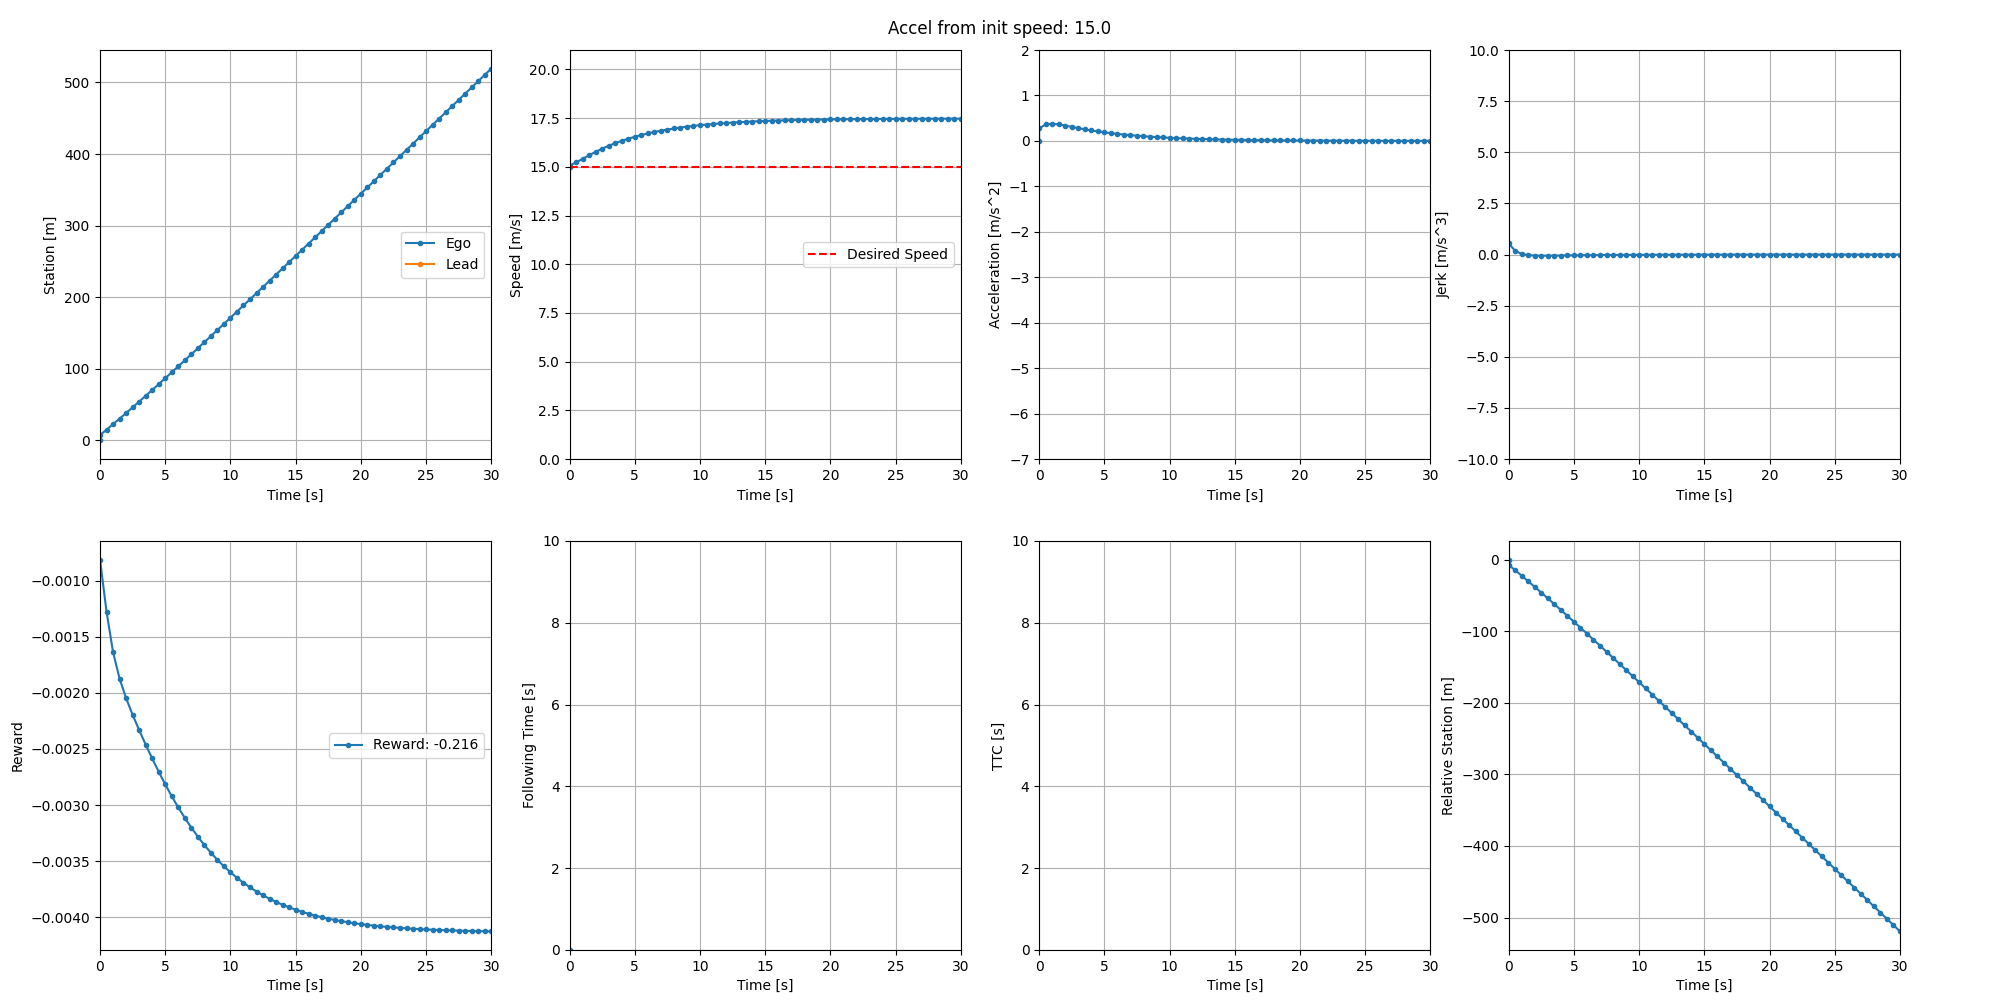 Accel from init speed: 15.0
Station [m]
500
400
300
200
100
0
Ego
Lead
0 5 10 15 20 25 30
Time [s]
Speed [m/s]
20.0
17.5
15.0
12.5
10.0
7.5
5.0
2.5
0.0
Desired Speed
0 5 10 15 20 25 30
Time [s]
Acceleration [m/s^2]
2
1
0
−1
−2
−3
−4
−5
−6
−7
0 5 10 15 20 25 30
Time [s]
Jerk [m/s^3]
10.0
7.5
5.0
2.5
0.0
−2.5
−5.0
−7.5
−10.0
0 5 10 15 20 25 30
Time [s]
Reward
−0.0010
−0.0015
−0.0020
−0.0025
−0.0030
−0.0035
−0.0040
Reward: -0.216
0 5 10 15 20 25 30
Time [s]
Following Time [s]
10
8
6
4
2
0
0 5 10 15 20 25 30
Time [s]
TTC [s]
10
8
6
4
2
0
0 5 10 15 20 25 30
Time [s]
Relative Station [m]
0
−100
−200
−300
−400
−500
0 5 10 15 20 25 30
Time [s]